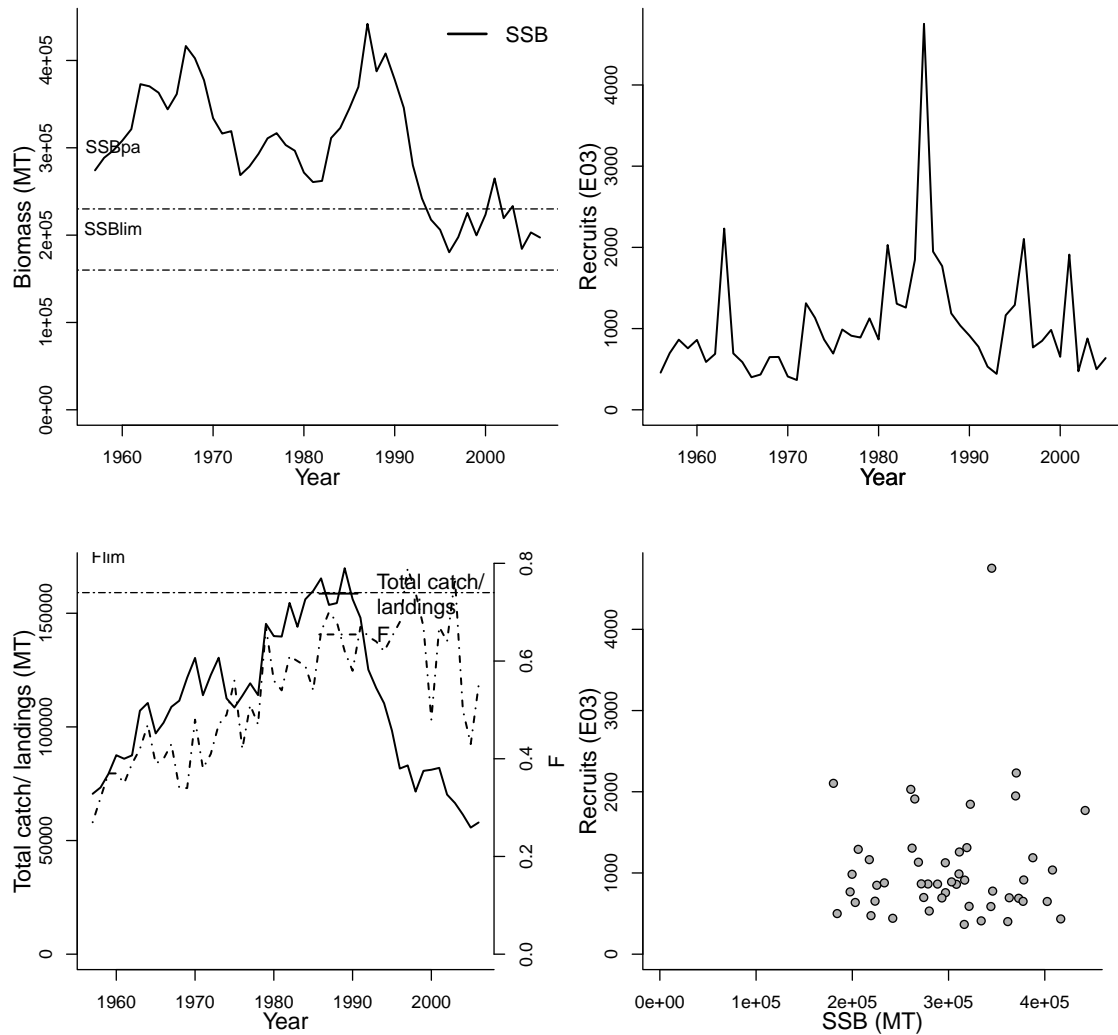 SSB
SSBpa
SSBlim
Biomass (MT)
0e+00
1e+05
2e+05
3e+05
4e+05
1960
1970
1980
1990
2000
Year
Recruits (E03)
0
1000
2000
3000
4000
1960
1970
1980
1990
2000
Year
Flim
Total catch/
landings
F
Total catch/ landings (MT)
0
50000
100000
150000
0.0
0.2
0.4
0.6
0.8
F
1960
1970
1980
1990
2000
Year
Recruits (E03)
0
1000
2000
3000
4000
0e+00
1e+05
2e+05
3e+05
4e+05
SSB (MT)